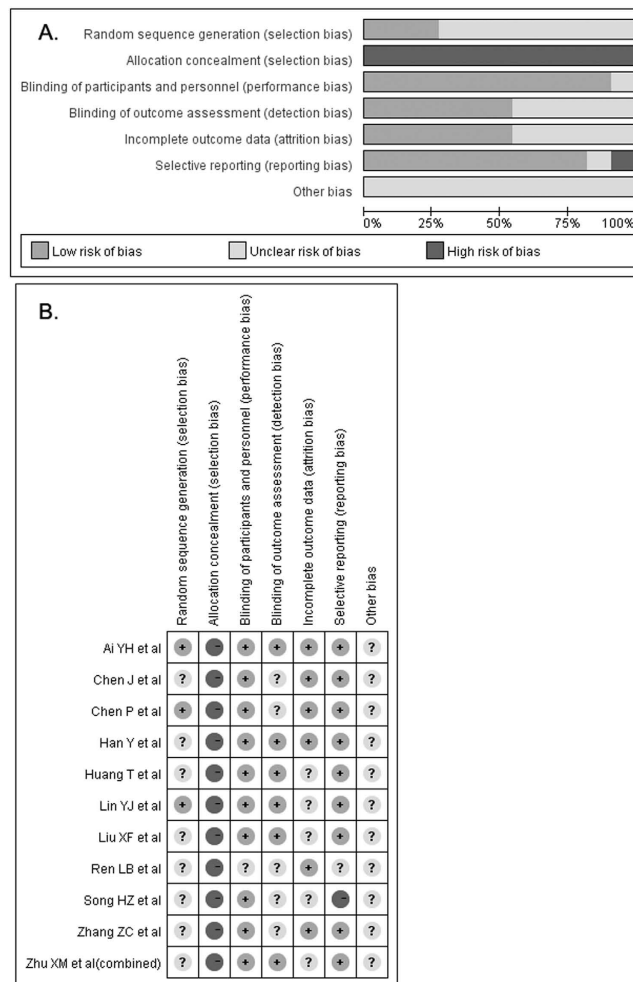 A.
Random sequence generation (selection bias)
Allocation concealment (selection bias)
Blinding of participants and personnel (performance bias)
Blinding of outcome assessment (detection bias)
Incomplete outcome data (attrition bias)
Selective reporting (reporting bias)
Other bias
0% 25% 50% 75% 100%
Low risk of bias Unclear risk of bias High risk of bias
B.
Random sequence generation (selection bias)
Allocation concealment (selection bias)
Blinding of participants and personnel (performance bias)
Blinding of outcome assessment (detection bias)
Incomplete outcome data (attrition bias)
Selective reporting (reporting bias)
Other bias
Ai YH et al + - + + + + ?
Chen J et al ? - + ? + + ?
Chen P et al + - + ? + + ?
Han Y et al ? - + + + + ?
Huang T et al ? - + + ? + ?
Lin YJ et al + - + + ? + ?
Liu XF et al ? - + + ? + ?
Ren LB et al ? - ? ? + ? ?
Song HZ et al ? - + ? ? - ?
Zhang ZC et al ? - + ? + + ?
Zhu XM et al(combined) ? - + + ? + ?